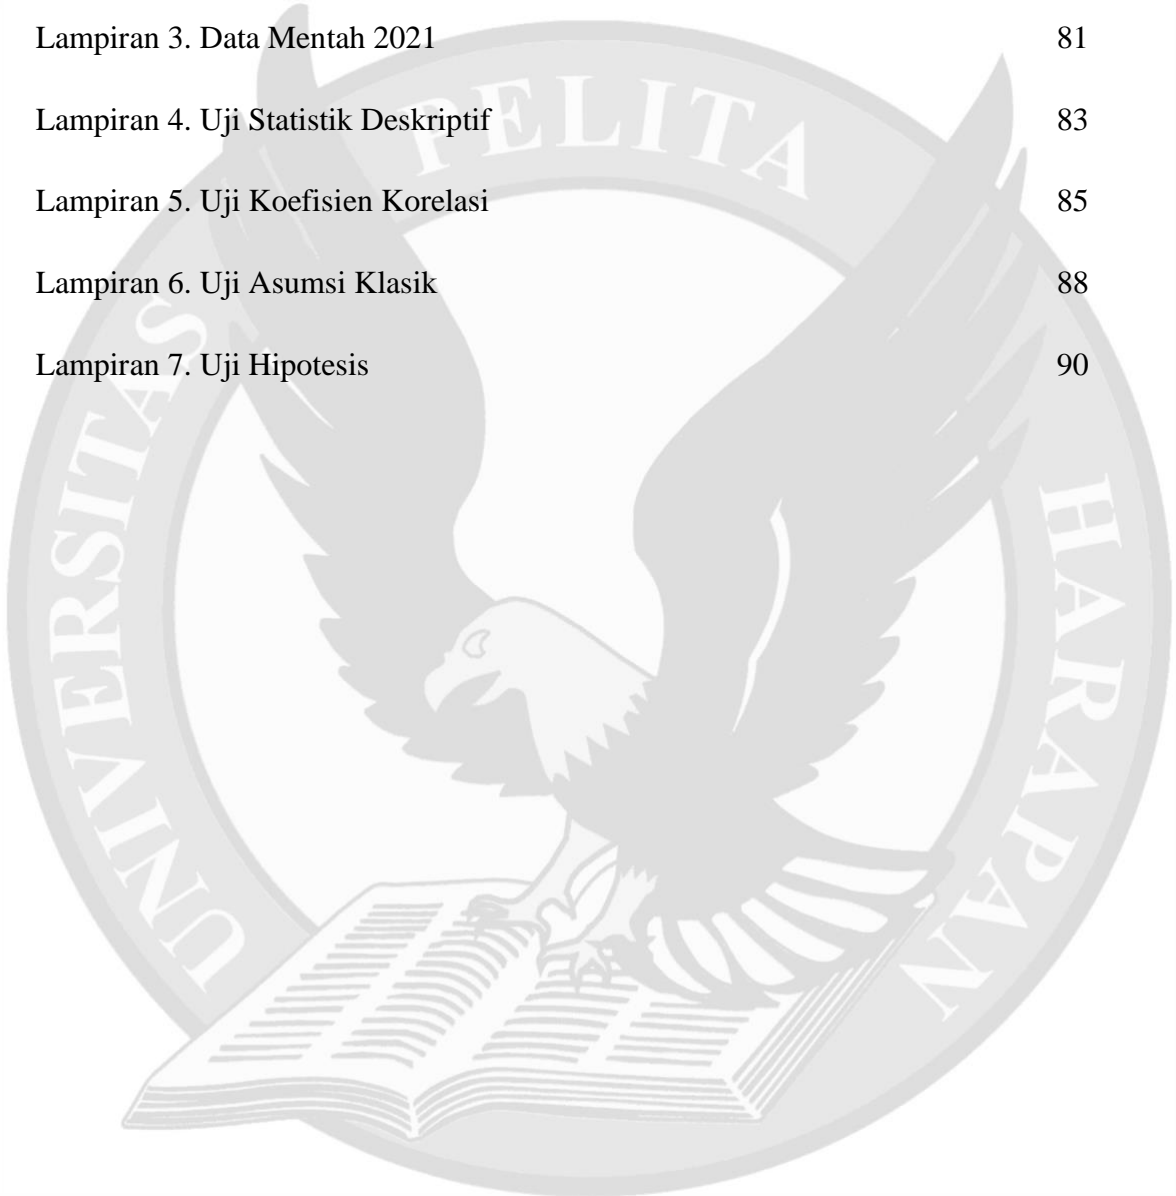 Lampiran 3. Data Mentah 2021 81
Lampiran 4. Uji Statistik Deskriptif 83
Lampiran 5. Uji Koefisien Korelasi 85
Lampiran 6. Uji Asumsi Klasik 88
Lampiran 7. Uji Hipotesis 90
UNIVERSITAS PELITA HARAPAN